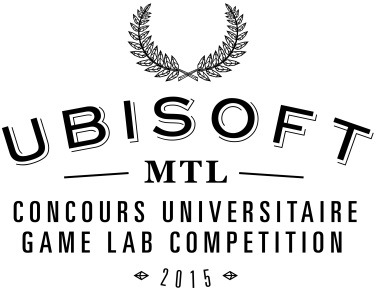 UBISOFT
MTL
CONCOURS UNIVERSITAIRE
GAME LAB COMPETITION
2015